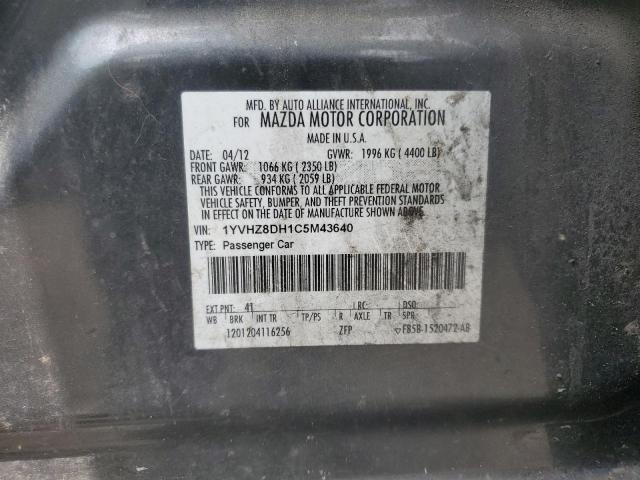 MFD. BY AUTO ALLIANCE INTERNATIONAL, INC.
FOR MAZDA MOTOR CORPORATION
MADE IN U.S.A.
DATE: 04/12 GVWR: 1996 KG ( 4400 LB)
FRONT GAWR: 1066 KG ( 2350 LB)
REAR GAWR: 934 KG ( 2059 LB)
THIS VEHICLE CONFORMS TO ALL APPLICABLE FEDERAL MOTOR
VEHICLE SAFETY, BUMPER, AND THEFT PREVENTION STANDARDS
IN EFFECT ON THE DATE OF MANUFACTURE SHOWN ABOVE.
VIN: 1YVHZ8DH1C5M43640
TYPE: Passenger Car
EXT PNT: 41 RC: DSO:
WB BRK INT TR TP/PS R AXLE TR SPR
1201204116256 ZFP F85B-1520472-AB